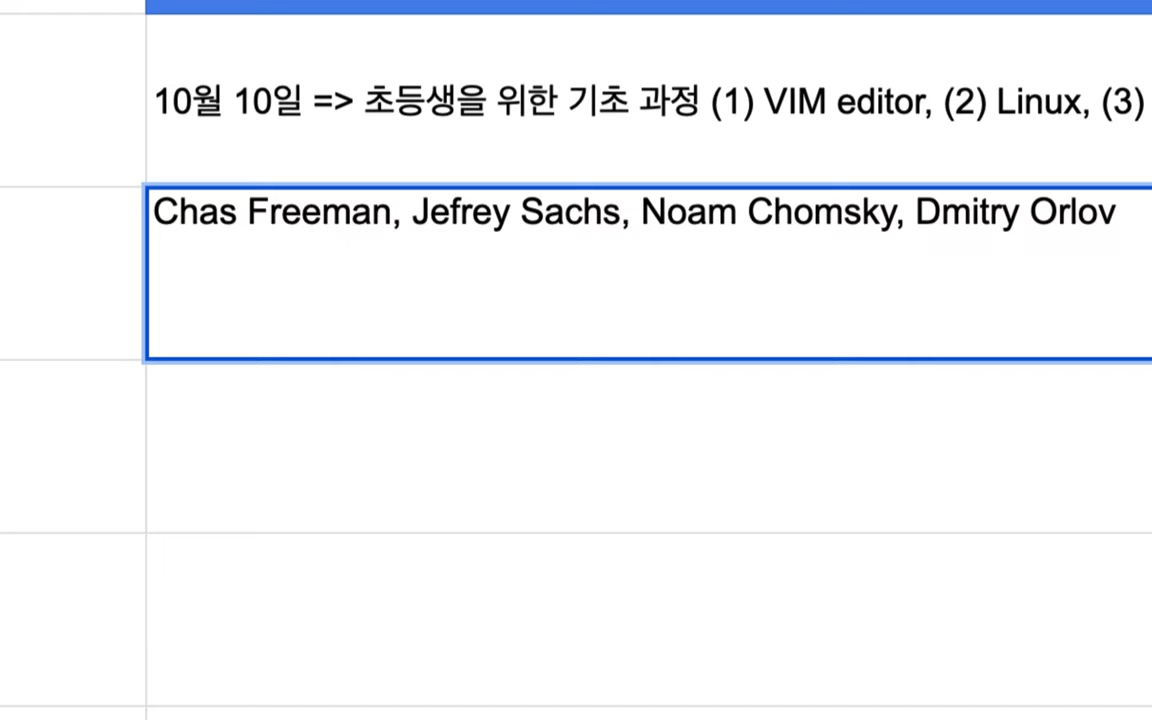 10월 10일 => 초등생을 위한 기초 과정 (1) VIM editor, (2) Linux, (3)
Chas Freeman, Jefrey Sachs, Noam Chomsky, Dmitry Orlov